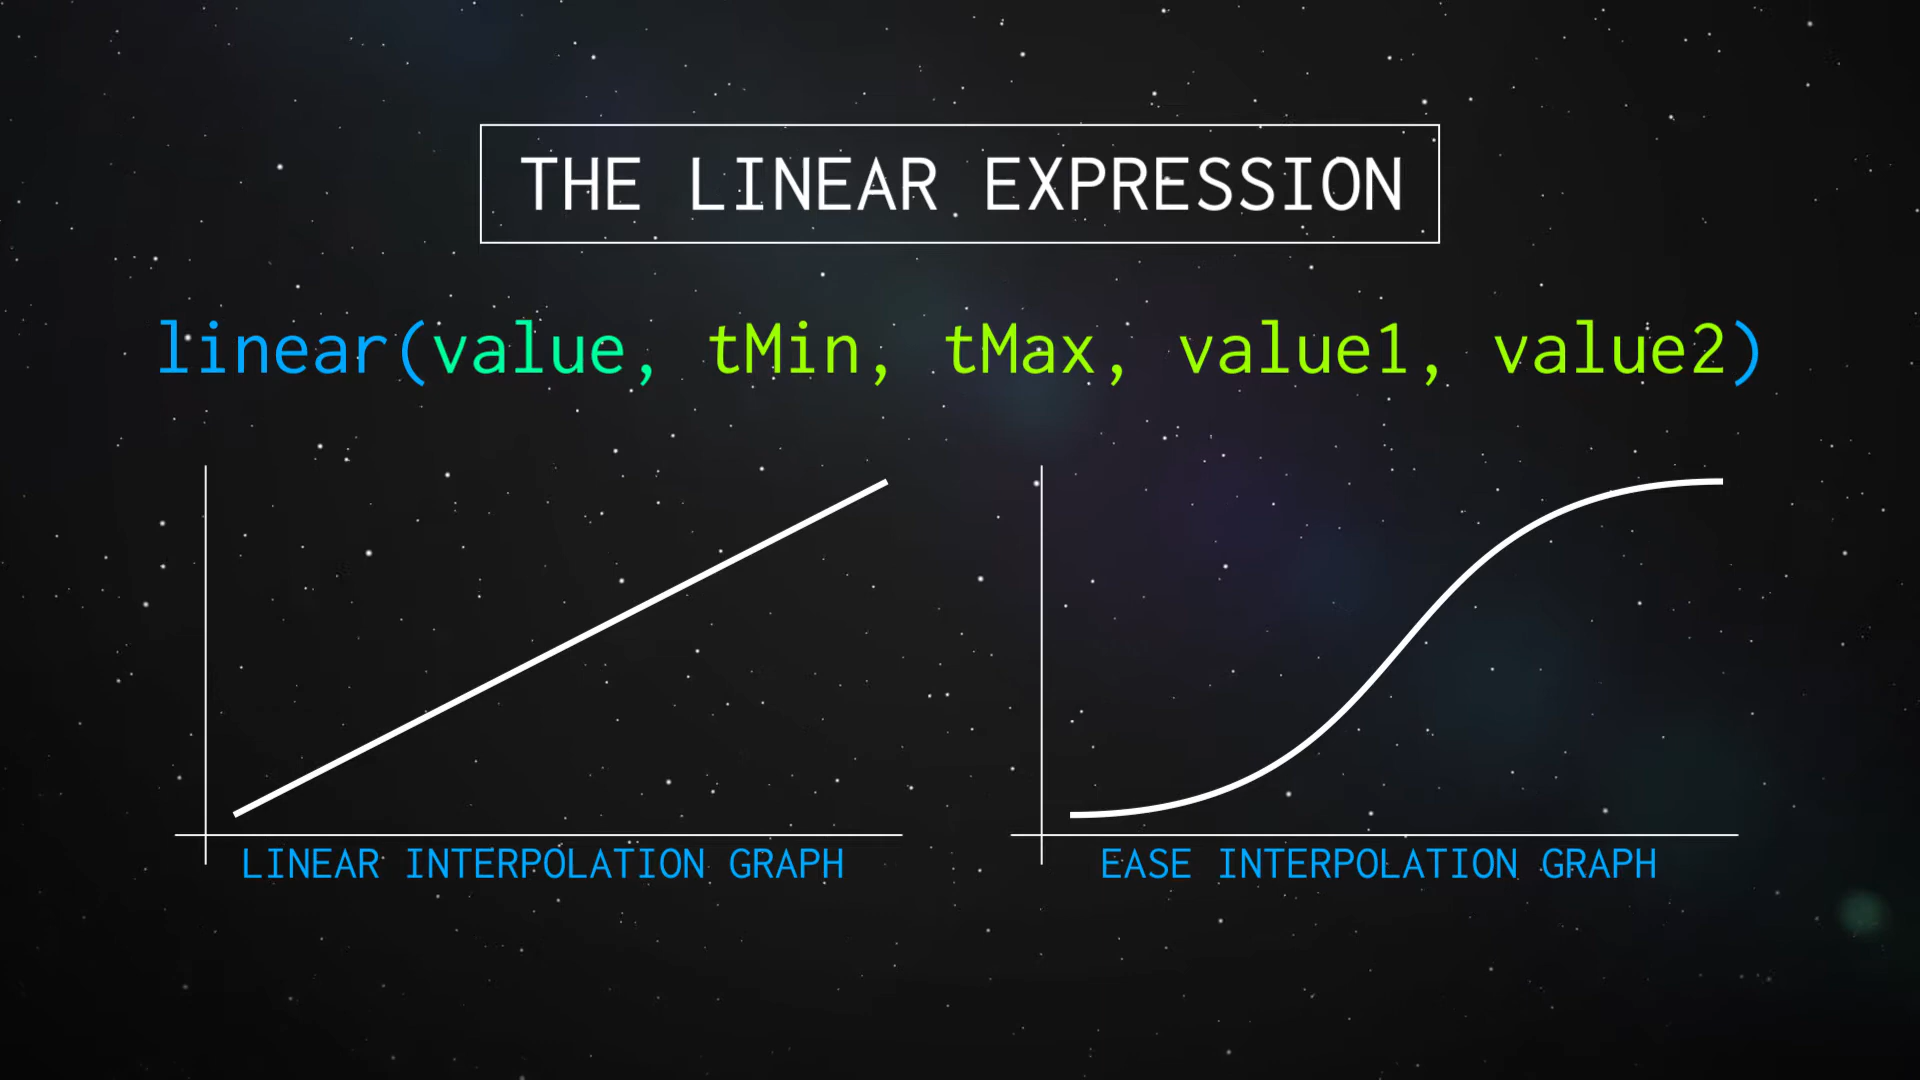 THE LINEAR EXPRESSION
linear(value, tMin, tMax, value1, value2)
LINEAR INTERPOLATION GRAPH
EASE INTERPOLATION GRAPH